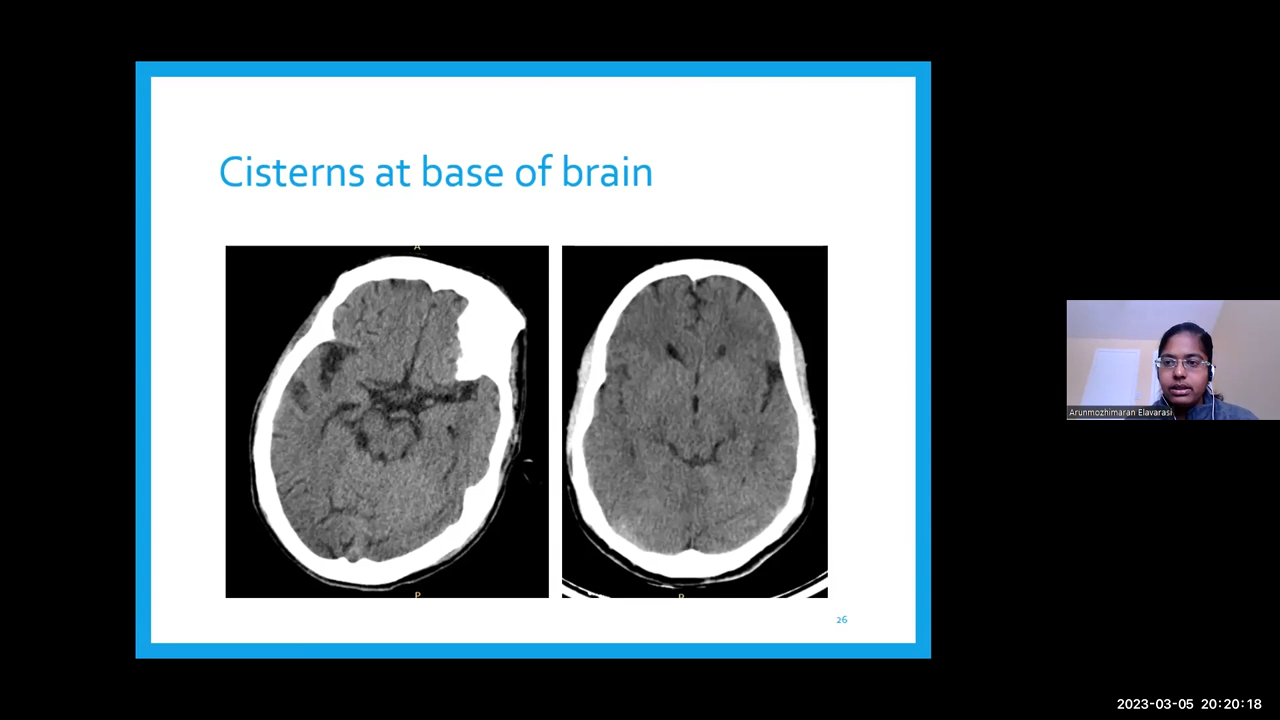 Cisterns at base of brain
A
P
P
26
Arunmozhimaran Elavarasi
2023-03-05 20:20:18